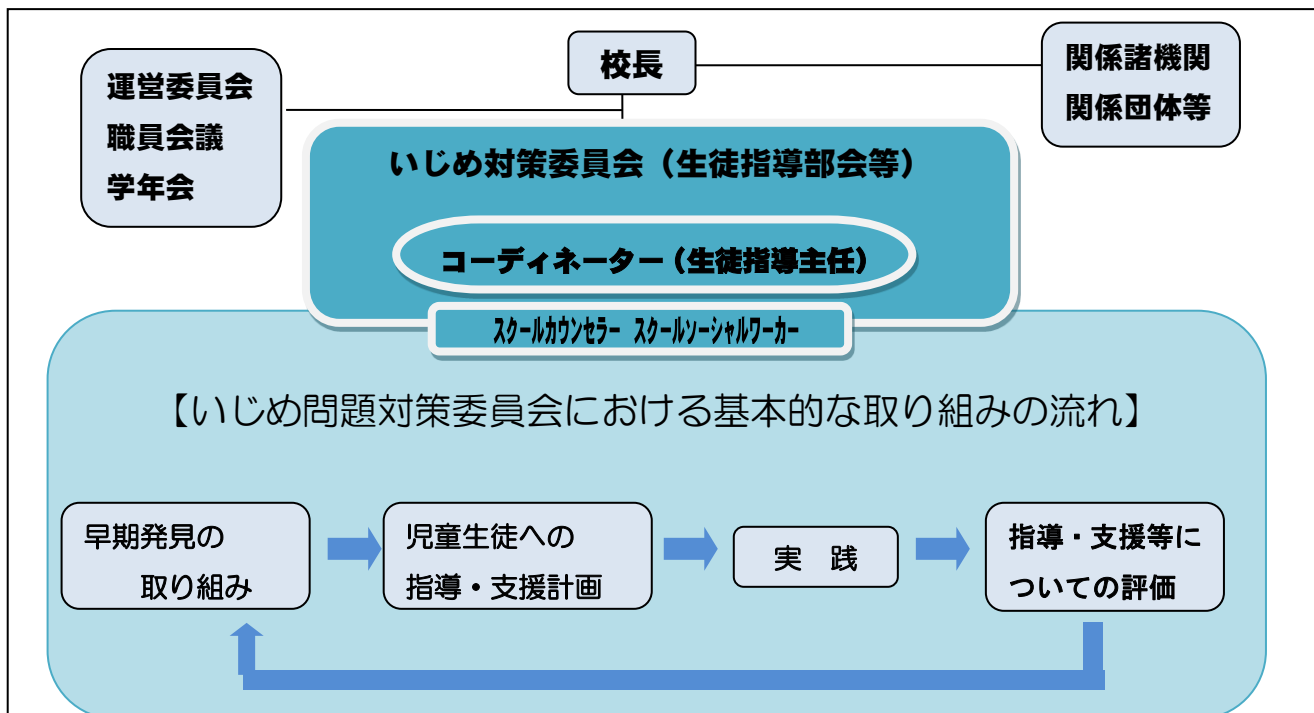 校長
運営委員会
職員会議
学年会
関係諸機関
関係団体等
いじめ対策委員会（生徒指導部会等）
コーディネーター（生徒指導主任）
スクールカウンセラー スクールソーシャルワーカー
【いじめ問題対策委員会における基本的な取り組みの流れ】
早期発見の
取り組み
児童生徒への
指導・支援計画
実　践
指導・支援等に
ついての評価